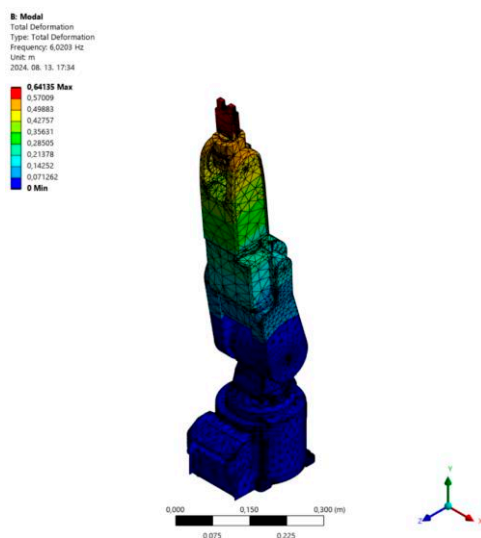 B: Modal
Total Deformation
Type: Total Deformation
Frequency: 6,0203 Hz
Unit: m
2024. 08. 13. 17:34
0,64135 Max
0,57009
0,49883
0,42757
0,35631
0,28505
0,21378
0,14252
0,071262
0 Min
0,000 0,150 0,300 (m)
0,075 0,225
Y
Z X